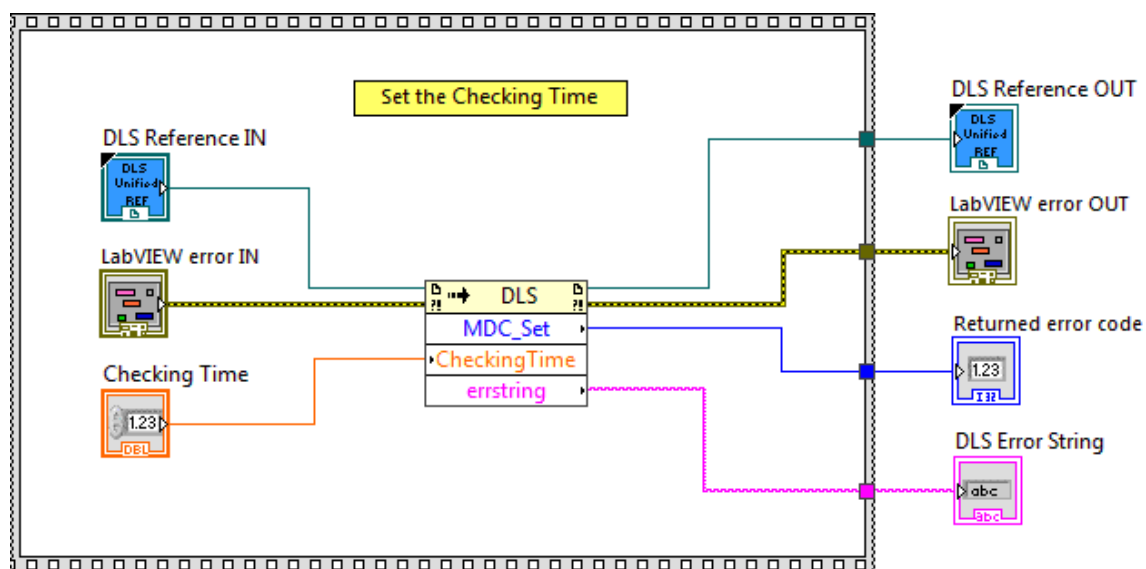 Set the Checking Time
DLS Reference IN
DLS
Unified
REF
LabVIEW error IN
Checking Time
1.23
DBL
?! DLS ?!
MDC_Set
CheckingTime
errstring
DLS Reference OUT
DLS
Unified
REF
LabVIEW error OUT
Returned error code
1.23
I32
DLS Error String
abc
abc